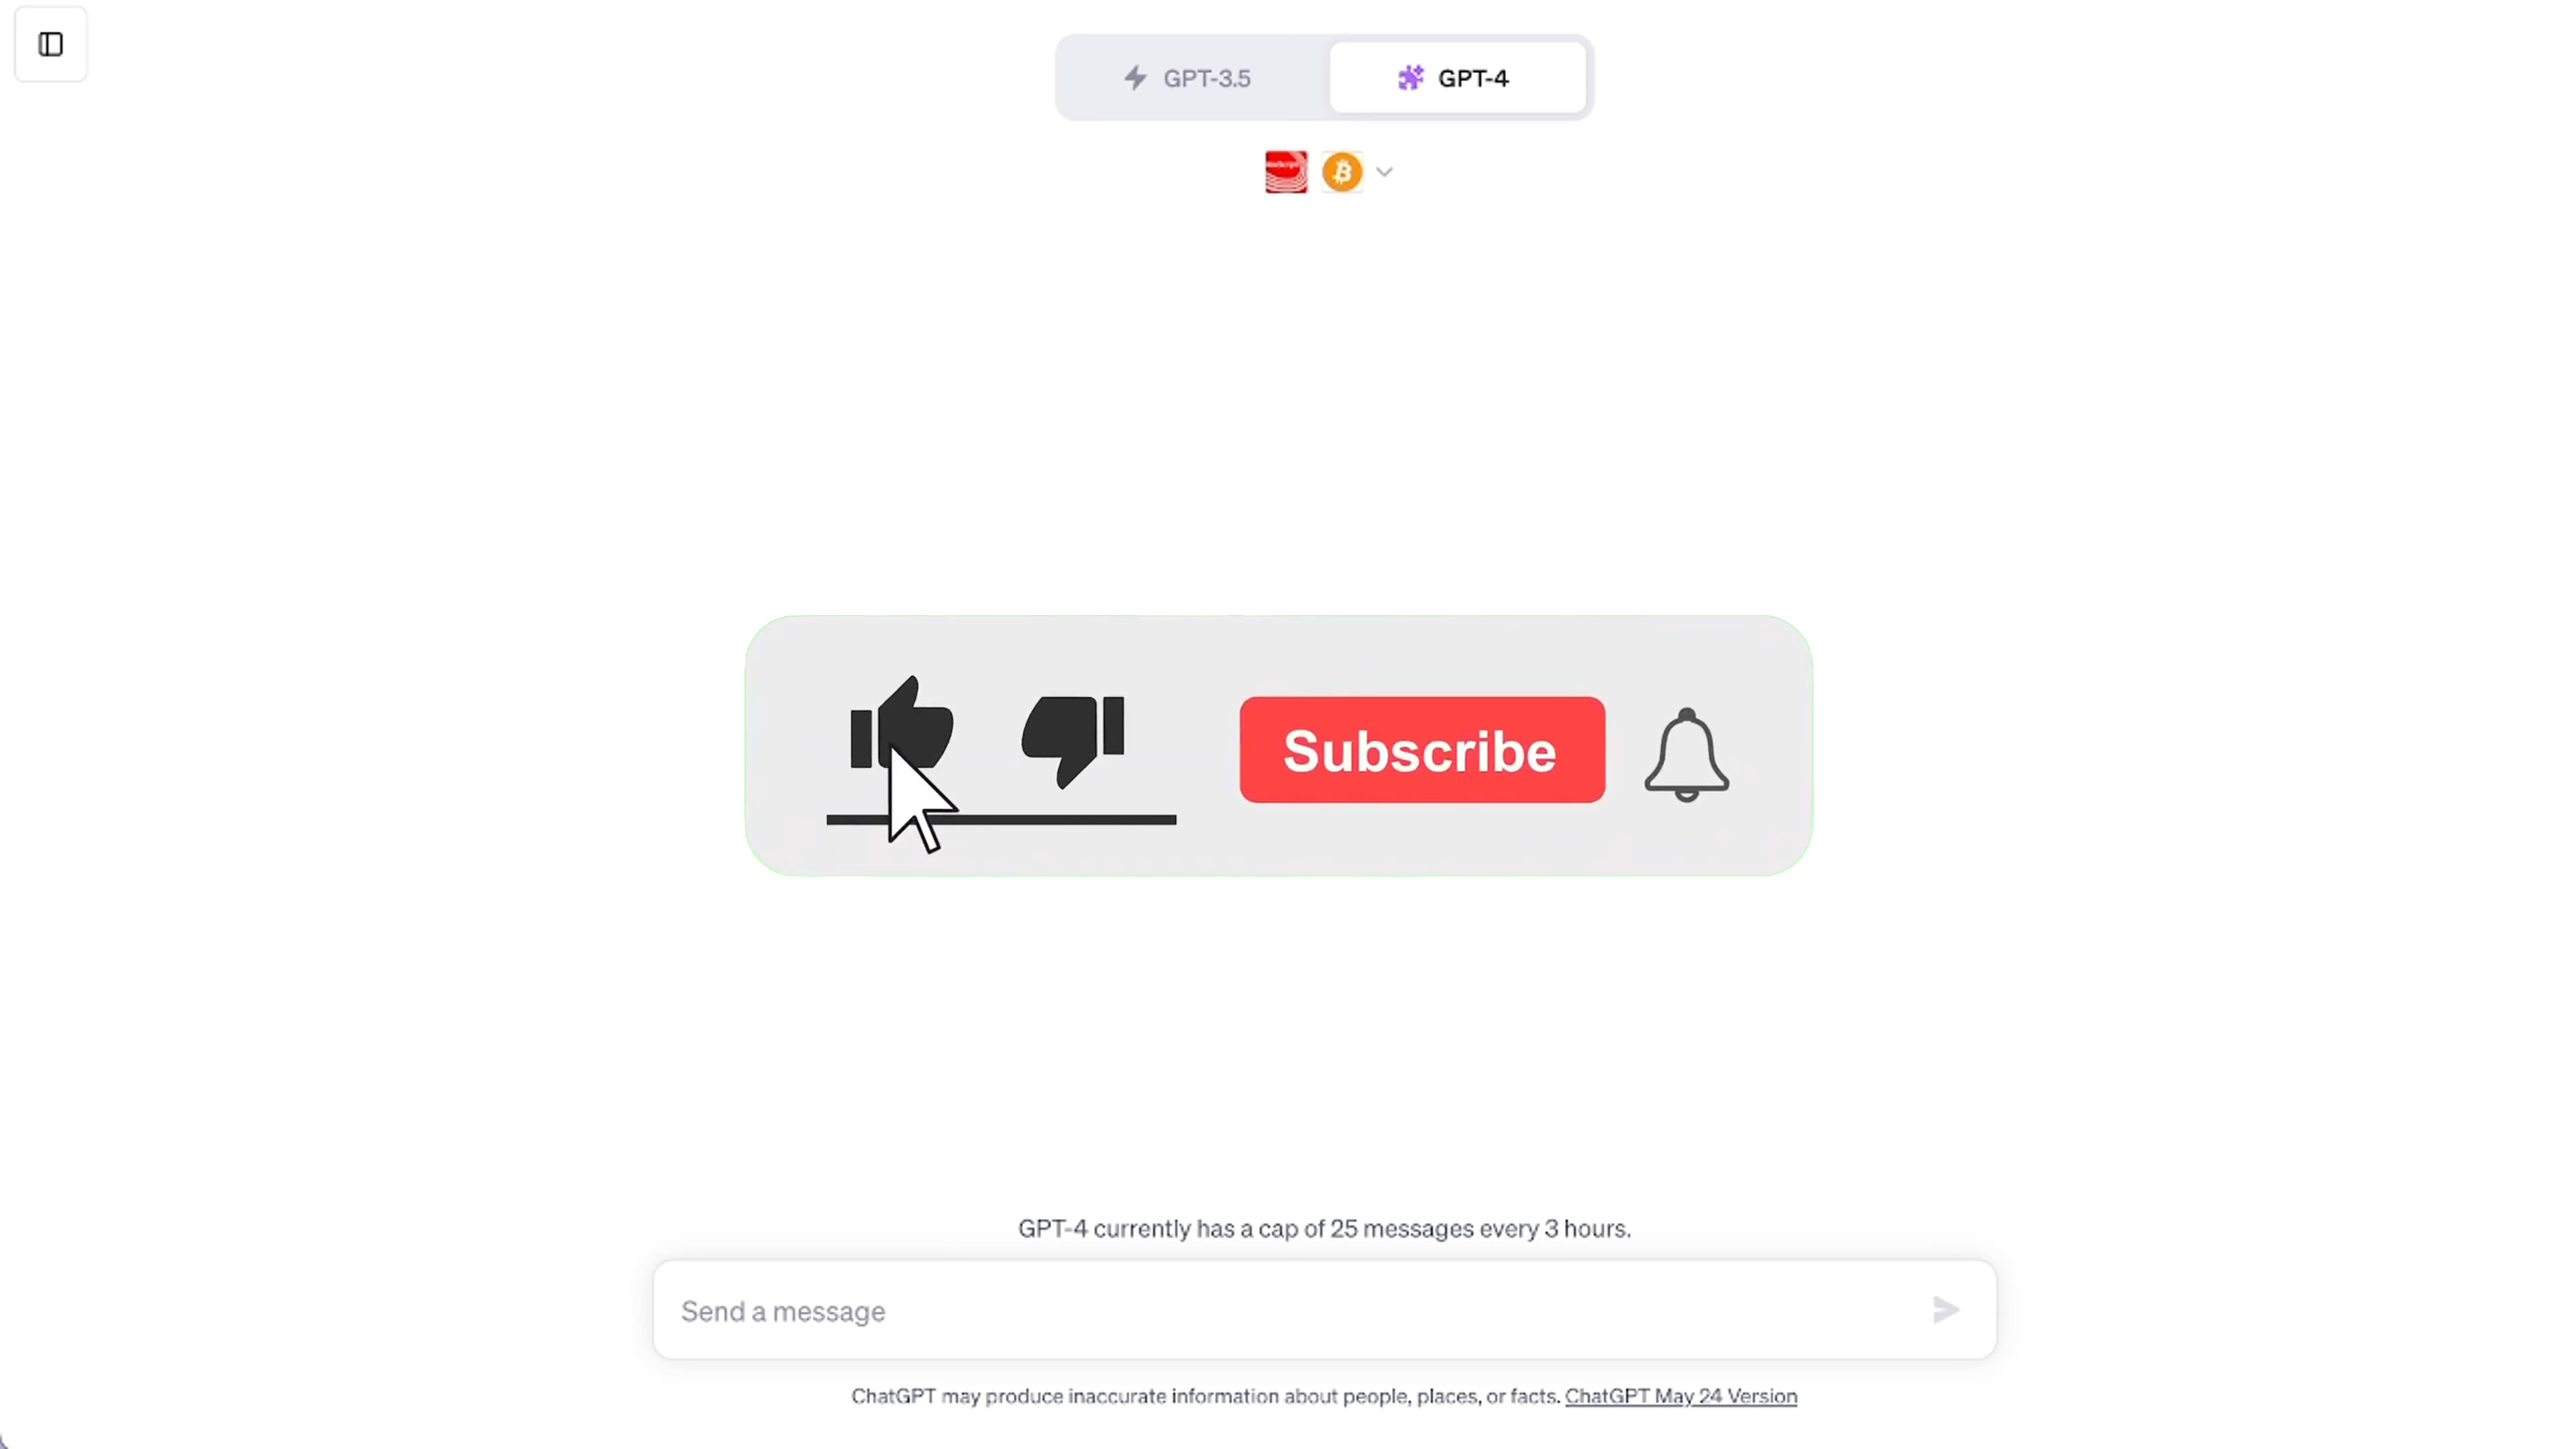 GPT-3.5
GPT-4
Subscribe
GPT-4 currently has a cap of 25 messages every 3 hours.
Send a message
ChatGPT may produce inaccurate information about people, places, or facts. ChatGPT May 24 Version